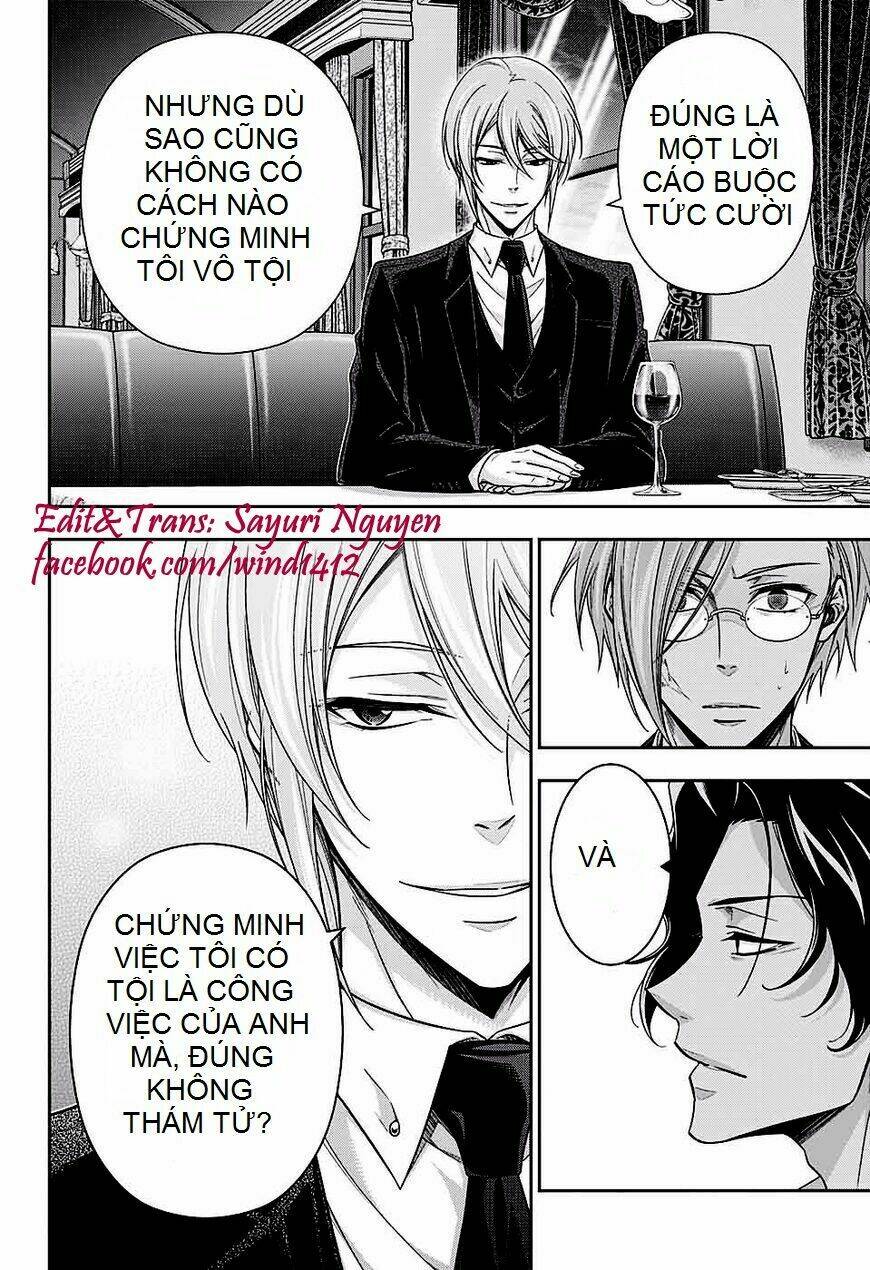 ĐÚNG LÀ
MỘT LỜI
CÁO BUỘC
TỨC CƯỜI
NHƯNG DÙ
SAO CŨNG
KHÔNG CÓ
CÁCH NÀO
CHỨNG MINH
TÔI VÔ TỘI
Edit&Trans: Sayuri Nguyen
facebook.com/wind1412
VÀ
CHỨNG MINH
VIỆC TÔI CÓ
TỘI LÀ CÔNG
VIỆC CỦA ANH
MÀ, ĐÚNG
KHÔNG
THÁM TỬ?